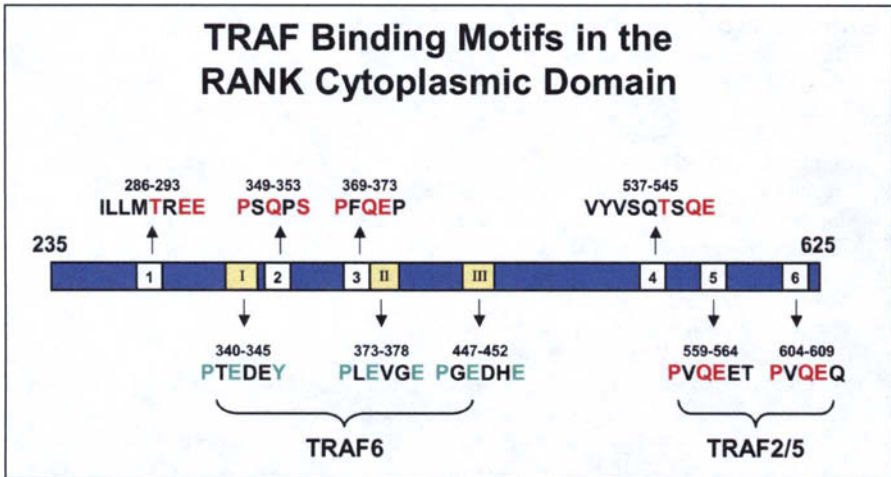 TRAF Binding Motifs in the
RANK Cytoplasmic Domain
286-293 349-353 369-373 537-545
ILLMTREE PSQPS PFQEP VYVSQTSQE
235 625
1 I 2 3 II III 4 5 6
340-345 373-378 447-452 559-564 604-609
PTEDEY PLEVGE PGEDHE PVQEET PVQEQ
TRAF6 TRAF2/5